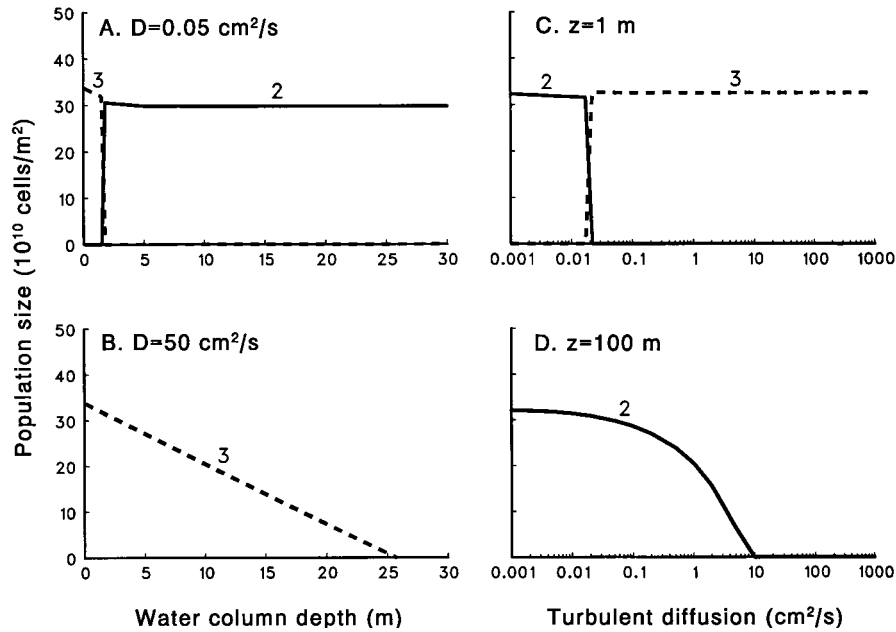 Population size (10¹⁰ cells/m²)
A. D=0.05 cm²/s
50
40
30
20
10
0
3
2
0 5 10 15 20 25 30
C. z=1 m
2
3
0.001 0.01 0.1 1 10 100 1000
B. D=50 cm²/s
50
40
30
20
10
0
3
0 5 10 15 20 25 30
Water column depth (m)
D. z=100 m
2
0.001 0.01 0.1 1 10 100 1000
Turbulent diffusion (cm²/s)